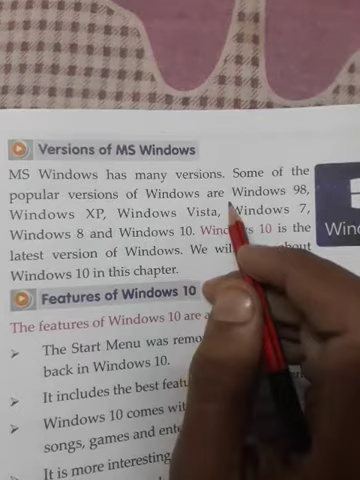 Versions of MS Windows
MS Windows has many versions. Some of the
popular versions of Windows are Windows 98,
Windows XP, Windows Vista, Windows 7,
Windows 8 and Windows 10. Windows 10 is the
latest version of Windows. We will
Windows 10 in this chapter.
Features of Windows 10
The features of Windows 10 are
The Start Menu was
back in Windows 10.
It includes the best
Windows 10 comes
songs, games and
It is more interesting